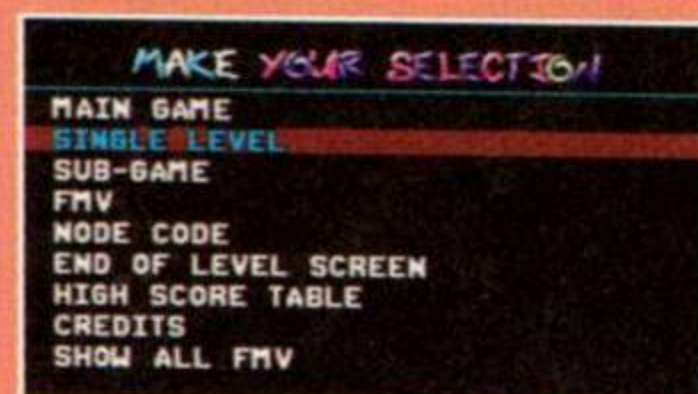 MAKE YOUR SELECTION
MAIN GAME
SINGLE LEVEL
SUB-GAME
FMV
NODE CODE
END OF LEVEL SCREEN
HIGH SCORE TABLE
CREDITS
SHOW ALL FMV